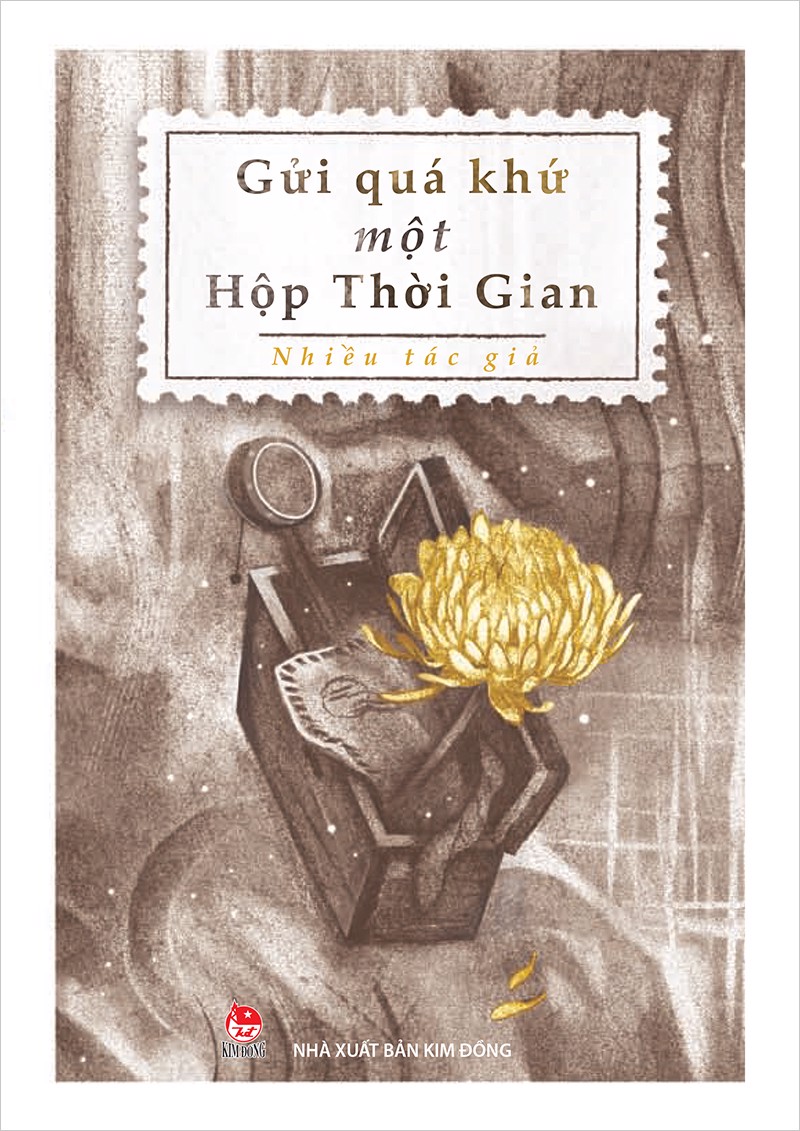 Gửi quá khứ
một
Hộp Thời Gian
Nhiều tác giả
KIM ĐỒNG
NHÀ XUẤT BẢN KIM ĐỒNG